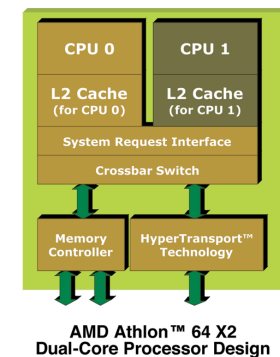 CPU 0
CPU 1
L2 Cache
(for CPU 0)
L2 Cache
(for CPU 1)
System Request Interface
Crossbar Switch
Memory
Controller
HyperTransport™
Technology
AMD Athlon™ 64 X2
Dual-Core Processor Design